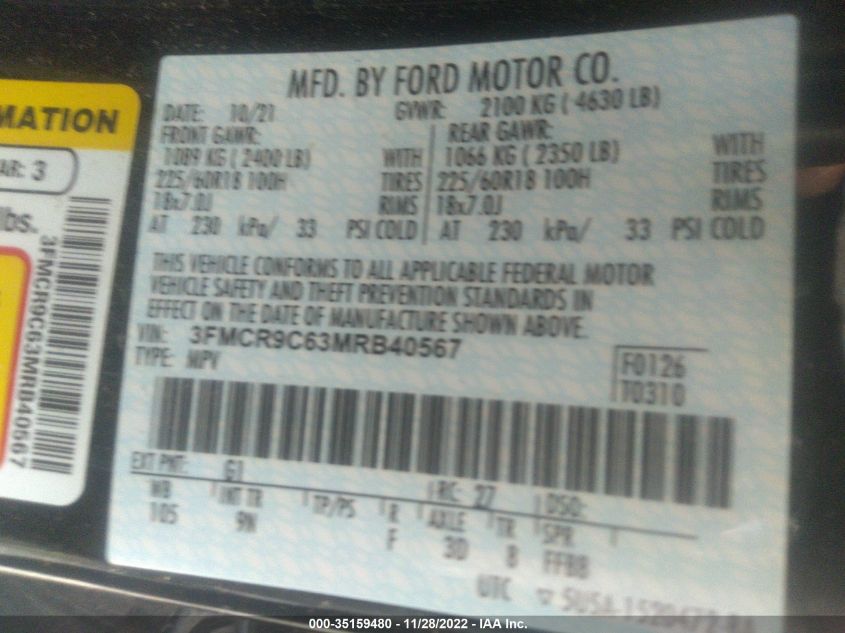 MATION
AR: 3
lbs.
3FMCR9C63MRB40567
MFD. BY FORD MOTOR CO.
DATE: 10/21 GVWR: 2100 KG ( 4630 LB)
FRONT GAWR: REAR GAWR:
1089 KG ( 2400 LB) WITH 1066 KG ( 2350 LB) WITH
225/60R18 100H TIRES 225/60R18 100H TIRES
18x7.0J RIMS 18x7.0J RIMS
AT 230 kPa/ 33 PSI COLD AT 230 kPa/ 33 PSI COLD
THIS VEHICLE CONFORMS TO ALL APPLICABLE FEDERAL MOTOR
VEHICLE SAFETY AND THEFT PREVENTION STANDARDS IN
EFFECT ON THE DATE OF MANUFACTURE SHOWN ABOVE.
VIN: 3FMCR9C63MRB40567
TYPE: MPV
F0126
T0310
EXT PNT: G1 RC: 27 DSO:
WB INT TR TP/PS R AXLE TR SPR
105 9N F 3D 8 FFBB
UTC
000-35159480 - 11/28/2022 - IAA Inc.